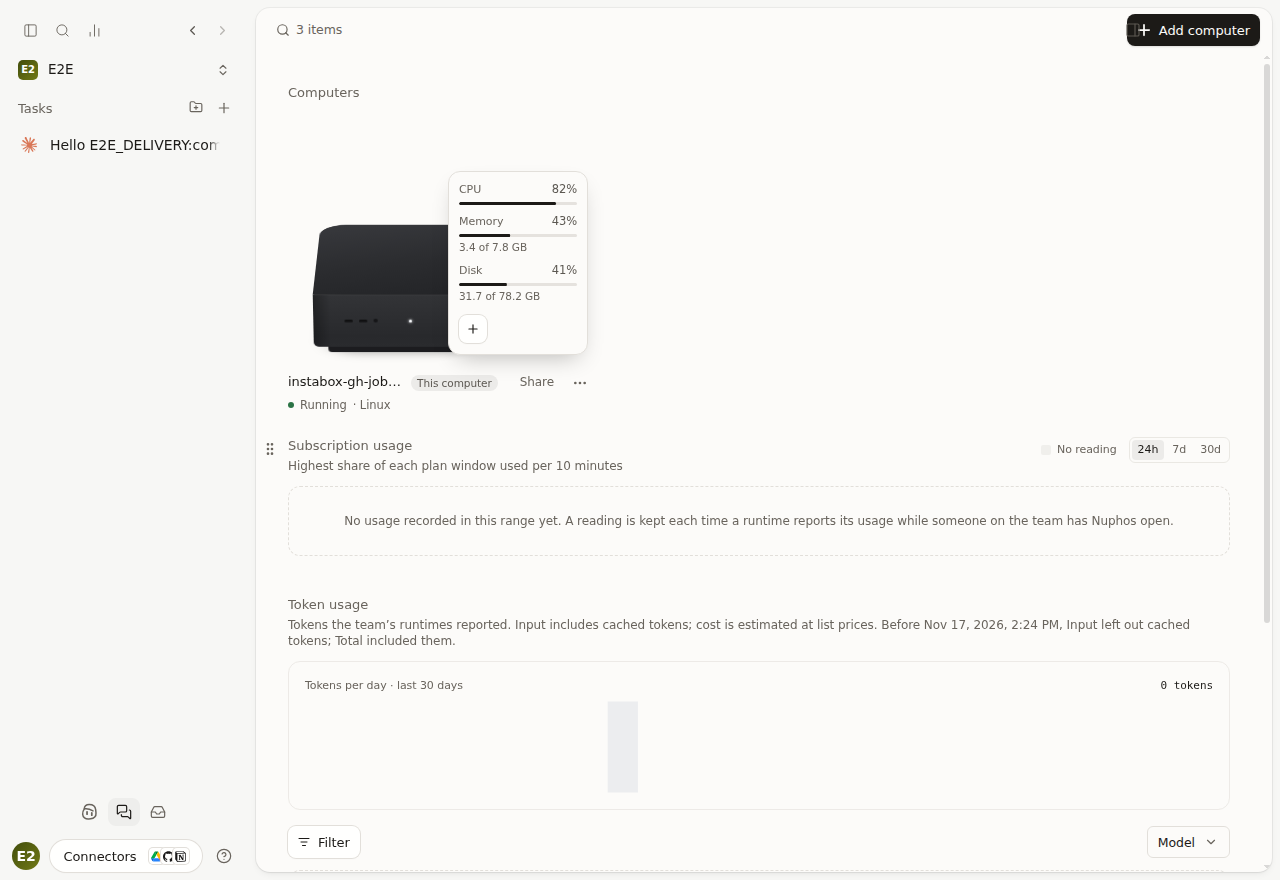 3 items
Add computer
E2 E2E
Tasks
Hello E2E_DELIVERY:com
Computers
CPU 82%
Memory 43%
3.4 of 7.8 GB
Disk 41%
31.7 of 78.2 GB
instabox-gh-job… This computer Share
Running · Linux
Subscription usage
Highest share of each plan window used per 10 minutes
No reading 24h 7d 30d
No usage recorded in this range yet. A reading is kept each time a runtime reports its usage while someone on the team has Nuphos open.
Token usage
Tokens the team’s runtimes reported. Input includes cached tokens; cost is estimated at list prices. Before Nov 17, 2026, 2:24 PM, Input left out cached
tokens; Total included them.
Tokens per day · last 30 days 0 tokens
Filter Model
E2 Connectors